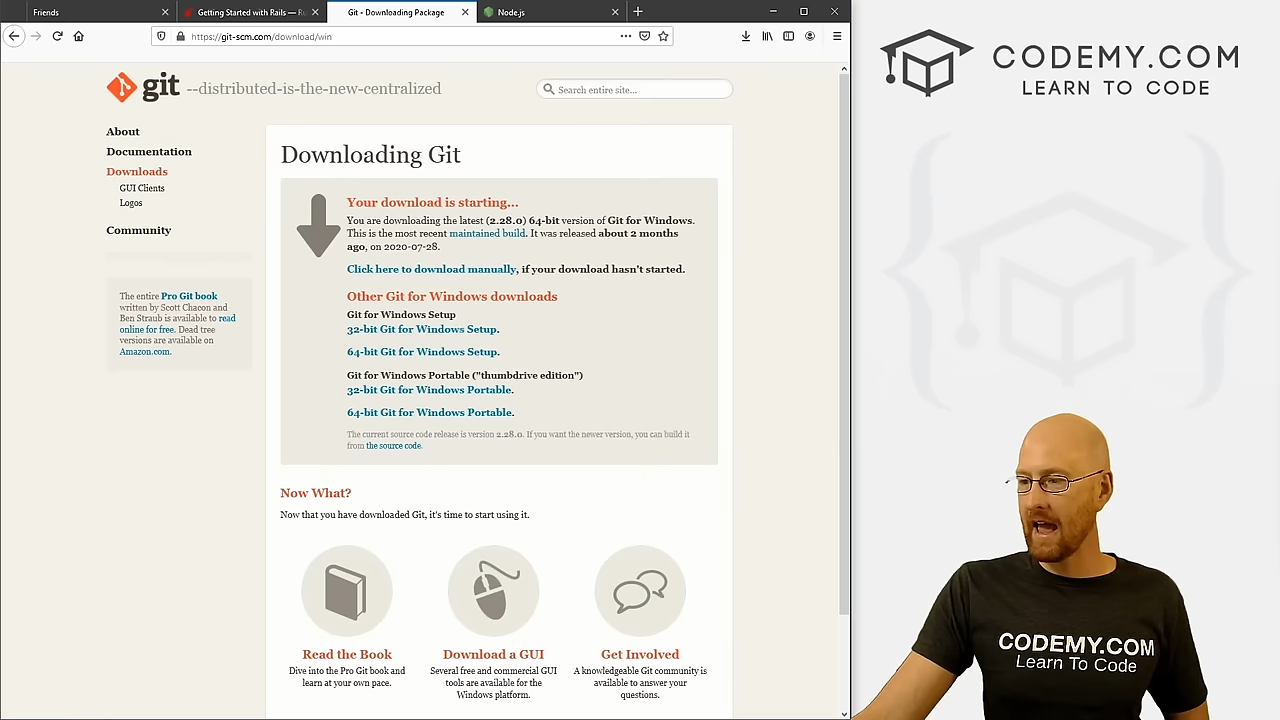 Friends
Getting Started with Rails — Ru
Git - Downloading Package
Node.js
https://git-scm.com/download/win
git --distributed-is-the-new-centralized
Search entire site...
About
Documentation
Downloads
GUI Clients
Logos
Community
The entire Pro Git book
written by Scott Chacon and
Ben Straub is available to read
online for free. Dead tree
versions are available on
Amazon.com.
Downloading Git
Your download is starting...
You are downloading the latest (2.28.0) 64-bit version of Git for Windows.
This is the most recent maintained build. It was released about 2 months
ago, on 2020-07-28.
Click here to download manually, if your download hasn't started.
Other Git for Windows downloads
Git for Windows Setup
32-bit Git for Windows Setup.
64-bit Git for Windows Setup.
Git for Windows Portable ("thumbdrive edition")
32-bit Git for Windows Portable.
64-bit Git for Windows Portable.
The current source code release is version 2.28.0. If you want the newer version, you can build it
from the source code.
Now What?
Now that you have downloaded Git, it's time to start using it.
Read the Book
Dive into the Pro Git book and
learn at your own pace.
Download a GUI
Several free and commercial GUI
tools are available for the
Windows platform.
Get Involved
A knowledgeable Git community is
available to answer your
questions.
CODEMY.COM
LEARN TO CODE
CODEMY.COM
Learn To Code